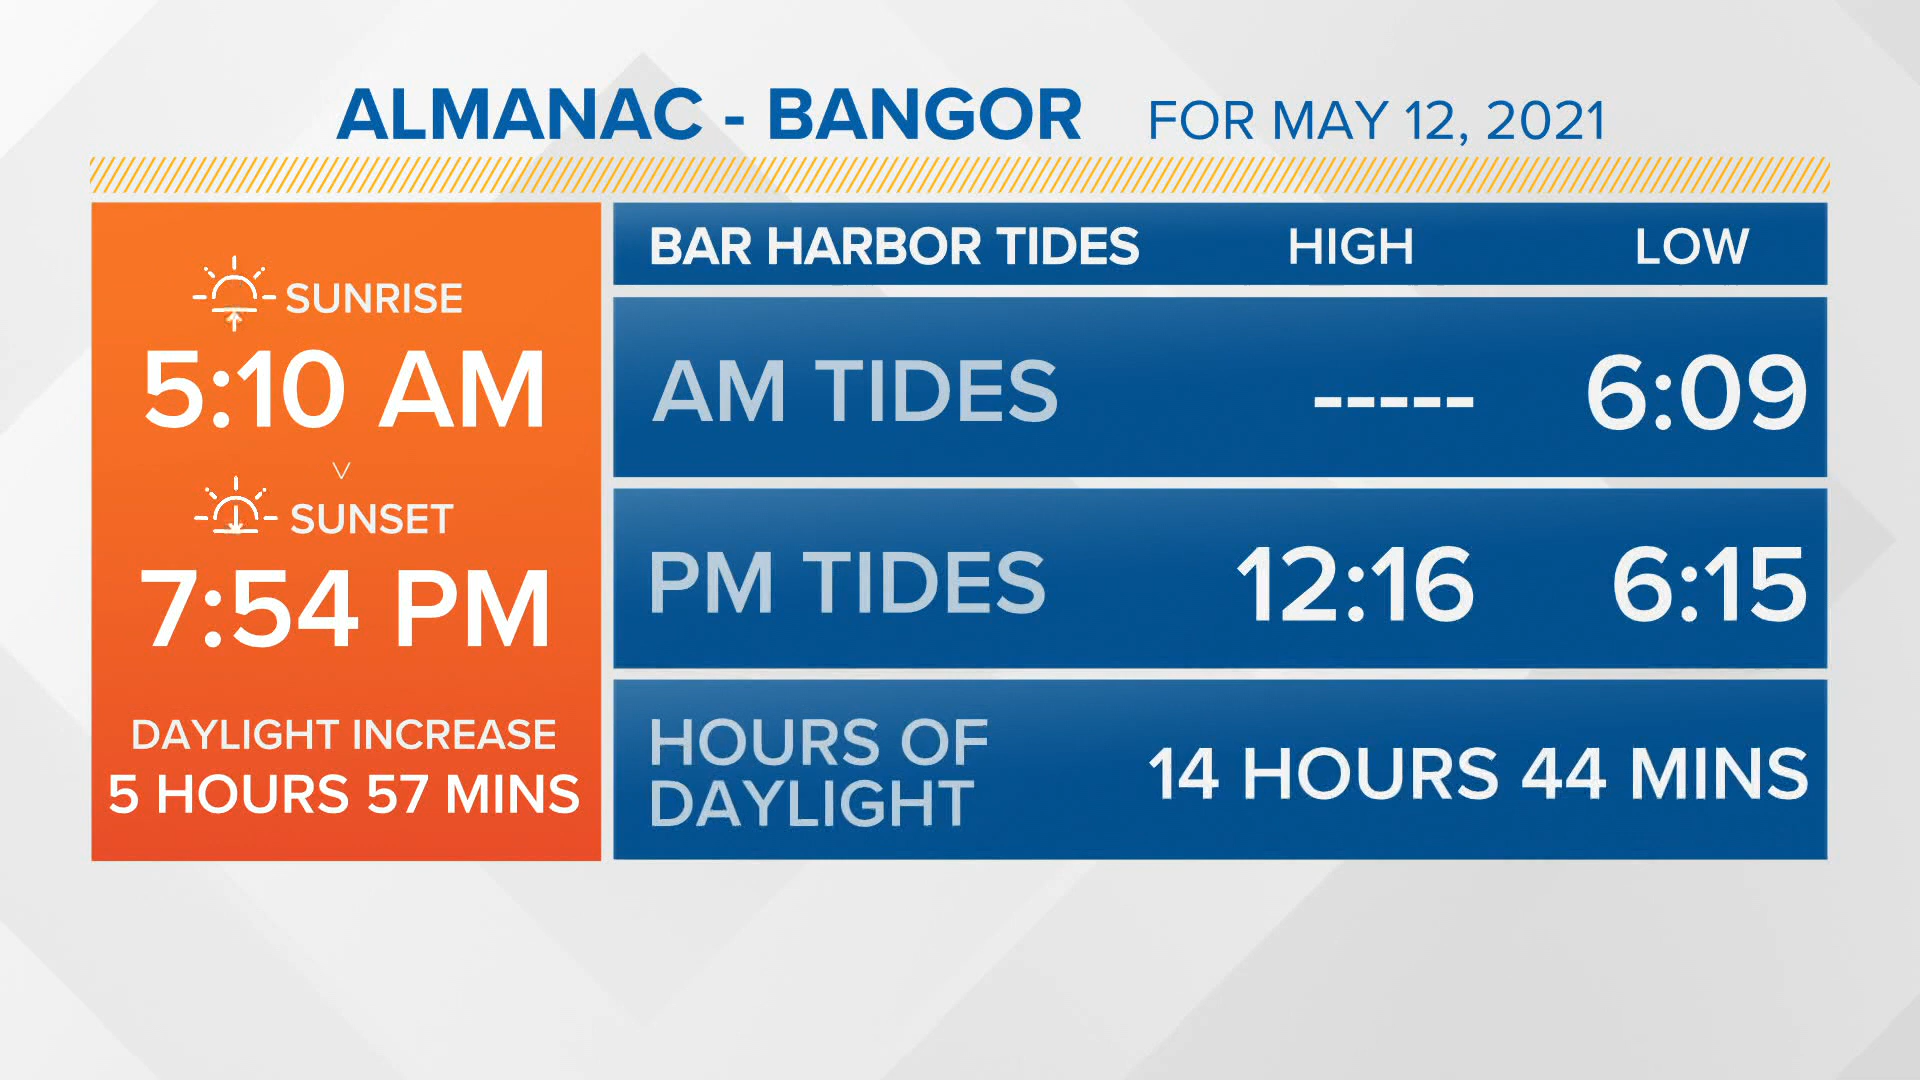 ALMANAC - BANGOR FOR MAY 12, 2021
SUNRISE
5:10 AM
SUNSET
7:54 PM
DAYLIGHT INCREASE
5 HOURS 57 MINS
BAR HARBOR TIDES HIGH LOW
AM TIDES ----- 6:09
PM TIDES 12:16 6:15
HOURS OF
DAYLIGHT
14 HOURS 44 MINS